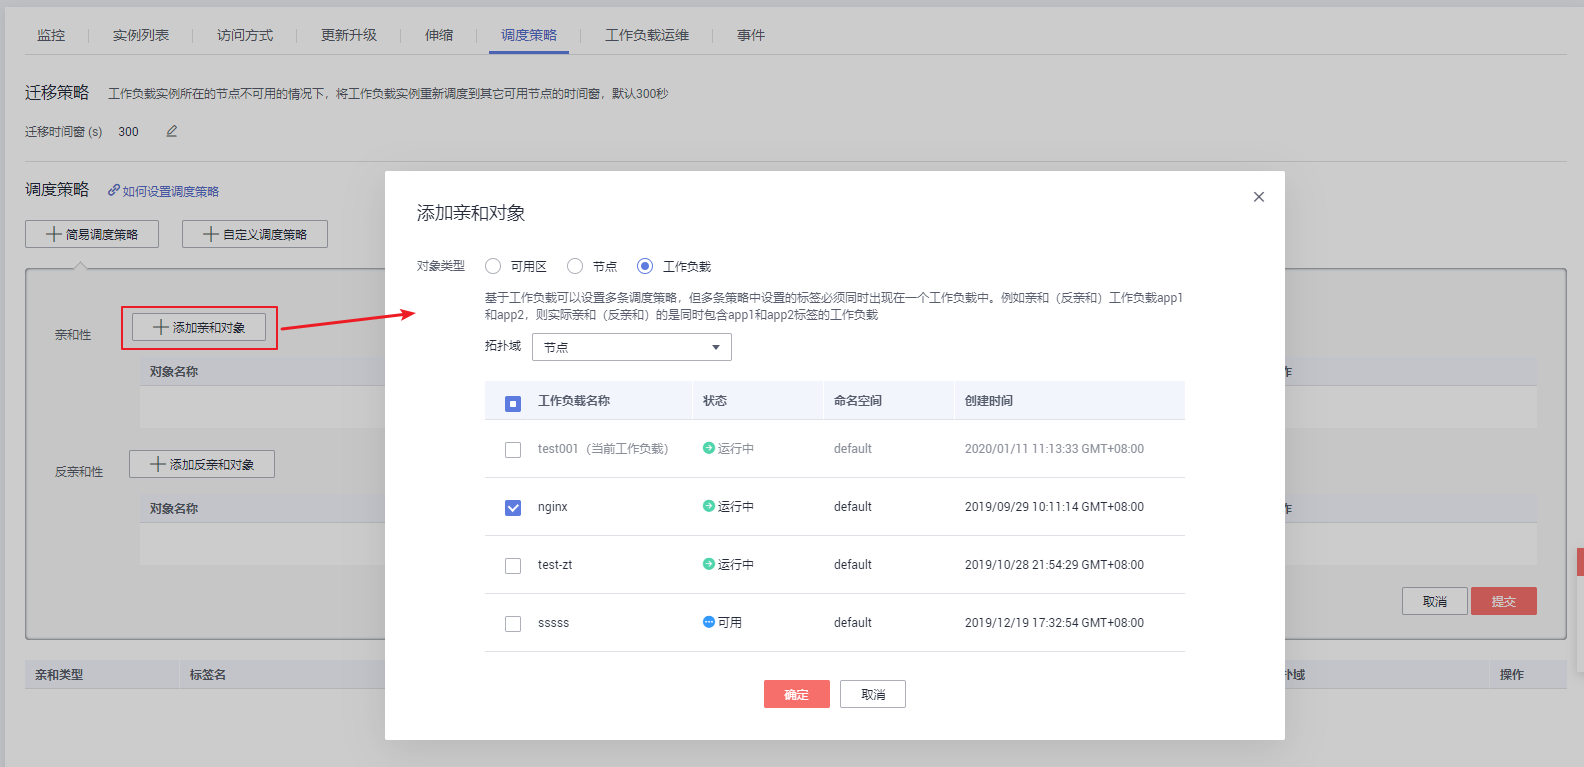 监控
实例列表
访问方式
更新升级
伸缩
调度策略
工作负载运维
事件
迁移策略 工作负载实例所在的节点不可用的情况下，将工作负载实例重新调度到其它可用节点的时间窗，默认300秒
迁移时间窗 (s) 300
调度策略 如何设置调度策略
简易调度策略
自定义调度策略
亲和性
添加亲和对象
对象名称
作
反亲和性
添加反亲和对象
对象名称
作
取消
提交
亲和类型
标签名
扑域
操作
添加亲和对象
对象类型
可用区
节点
工作负载
基于工作负载可以设置多条调度策略，但多条策略中设置的标签必须同时出现在一个工作负载中。例如亲和（反亲和）工作负载app1
和app2，则实际亲和（反亲和）的是同时包含app1和app2标签的工作负载
拓扑域 节点
工作负载名称 状态 命名空间 创建时间
test001（当前工作负载） 运行中 default 2020/01/11 11:13:33 GMT+08:00
nginx 运行中 default 2019/09/29 10:11:14 GMT+08:00
test-zt 运行中 default 2019/10/28 21:54:29 GMT+08:00
sssss 可用 default 2019/12/19 17:32:54 GMT+08:00
确定
取消